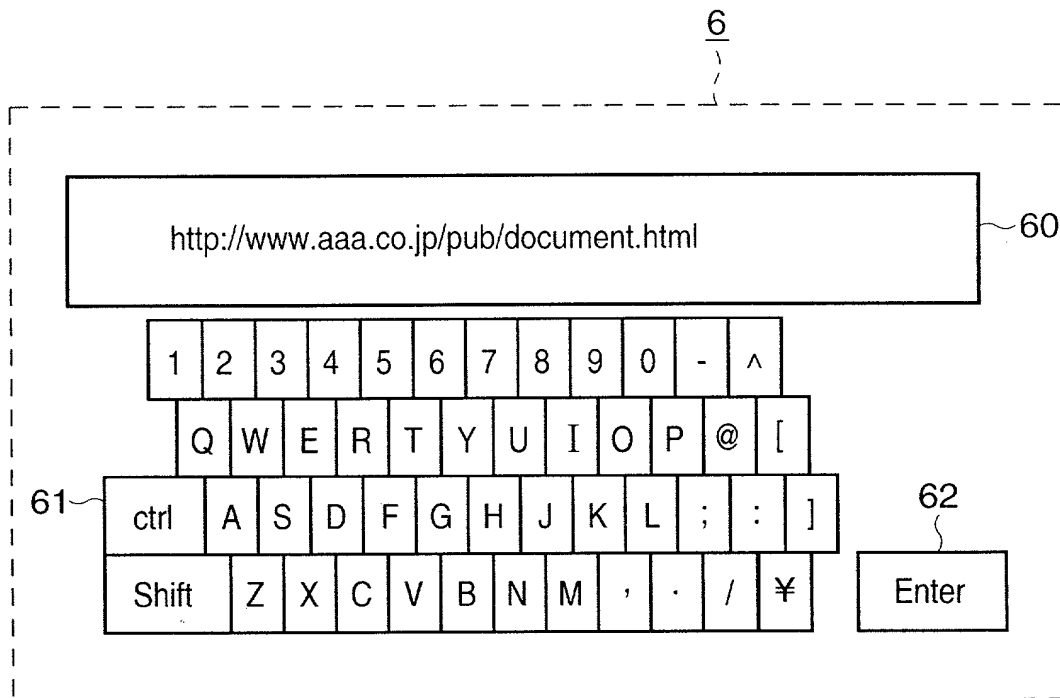 6
http://www.aaa.co.jp/pub/document.html
60
1 2 3 4 5 6 7 8 9 0 - ^
Q W E R T Y U I O P @ [
61
ctrl A S D F G H J K L ; : ]
62
Shift Z X C V B N M , . / ¥
Enter